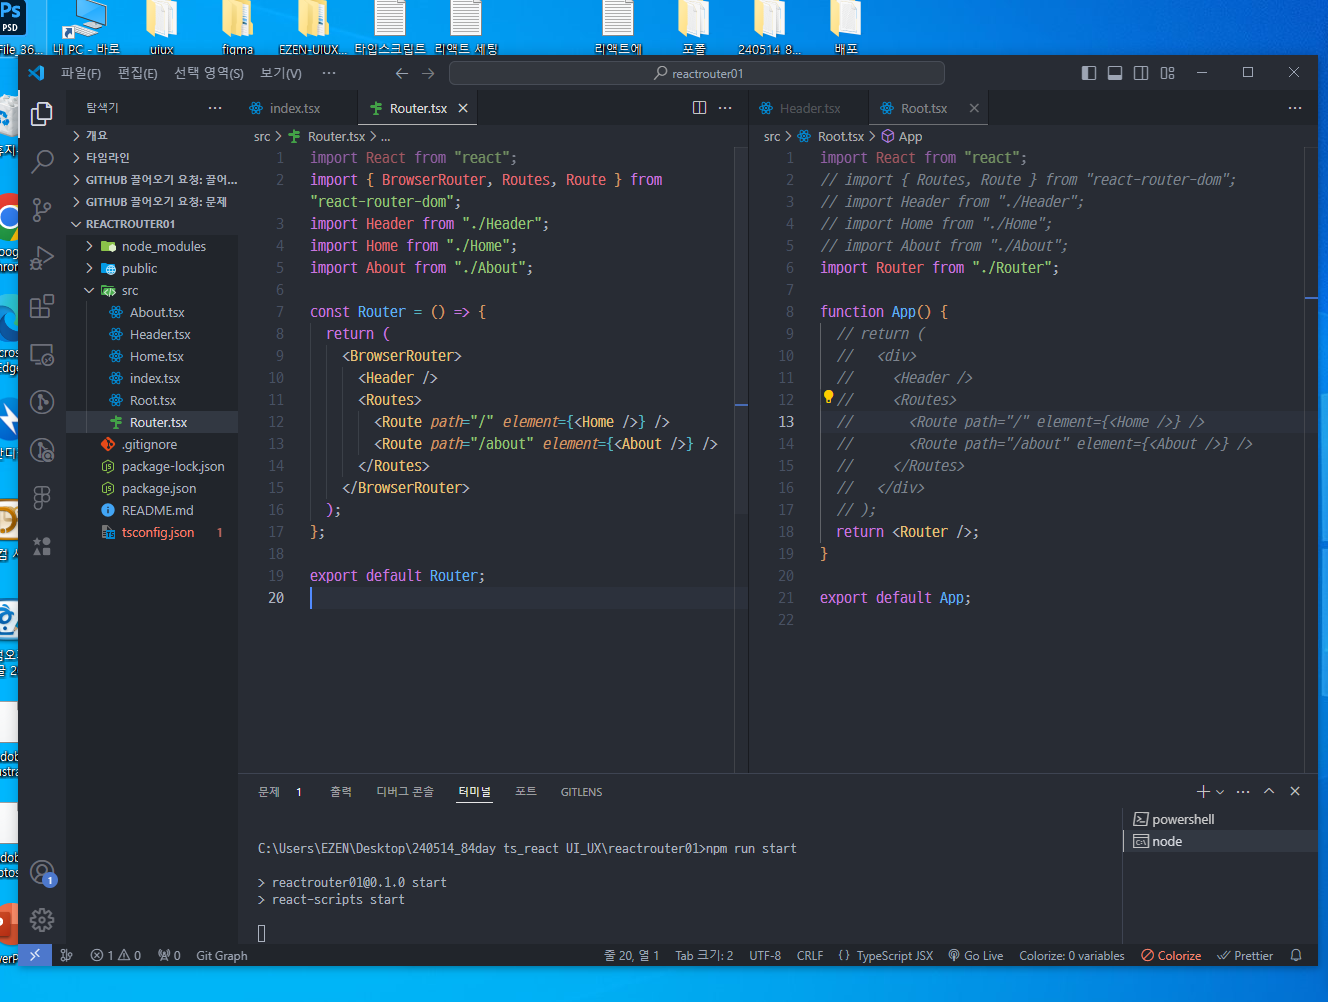 Ps
PSD
File_36...
내 PC - 바로
uiux
figma
EZEN-UIUX...
타입스크립트
리액트 세팅
리액트에
포폴
240514 8...
배포
파일(F)
편집(E)
선택 영역(S)
보기(V)
reactrouter01
탐색기
개요
타임라인
GITHUB 끌어오기 요청: 끌어...
GITHUB 끌어오기 요청: 문제
REACTROUTER01
node_modules
public
src
About.tsx
Header.tsx
Home.tsx
index.tsx
Root.tsx
Router.tsx
.gitignore
package-lock.json
package.json
README.md
tsconfig.json 1
index.tsx
Router.tsx
src > Router.tsx > ...
1 import React from "react";
2 import { BrowserRouter, Routes, Route } from
"react-router-dom";
3 import Header from "./Header";
4 import Home from "./Home";
5 import About from "./About";
6
7 const Router = () => {
8 return (
9 <BrowserRouter>
10 <Header />
11 <Routes>
12 <Route path="/" element={<Home />} />
13 <Route path="/about" element={<About />} />
14 </Routes>
15 </BrowserRouter>
16 );
17 };
18
19 export default Router;
20
Header.tsx
Root.tsx
src > Root.tsx > App
1 import React from "react";
2 // import { Routes, Route } from "react-router-dom";
3 // import Header from "./Header";
4 // import Home from "./Home";
5 // import About from "./About";
6 import Router from "./Router";
7
8 function App() {
9 // return (
10 // <div>
11 // <Header />
12 // <Routes>
13 // <Route path="/" element={<Home />} />
14 // <Route path="/about" element={<About />} />
15 // </Routes>
16 // </div>
17 // );
18 return <Router />;
19 }
20
21 export default App;
22
문제 1
출력
디버그 콘솔
터미널
포트
GITLENS
C:\Users\EZEN\Desktop\240514_84day ts_react UI_UX\reactrouter01>npm run start
> reactrouter01@0.1.0 start
> react-scripts start
powershell
node
1
1 0
0
Git Graph
줄 20, 열 1
Tab 크기: 2
UTF-8
CRLF
{ } TypeScript JSX
Go Live
Colorize: 0 variables
Colorize
Prettier